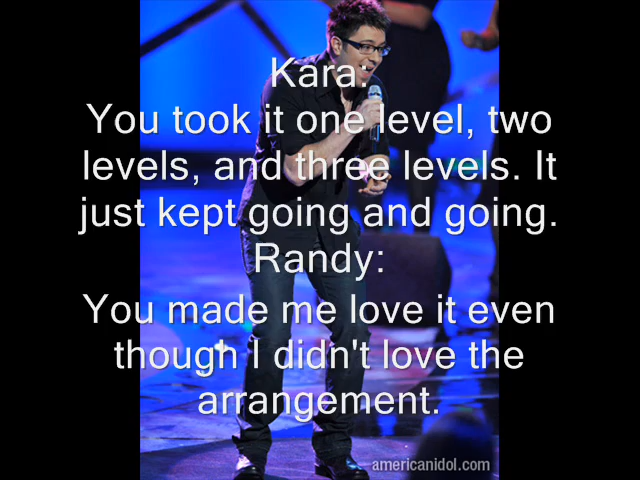 Kara:
You took it one level, two
levels, and three levels. It
just kept going and going.
Randy:
You made me love it even
though I didn't love the
arrangement.
americanidol.com